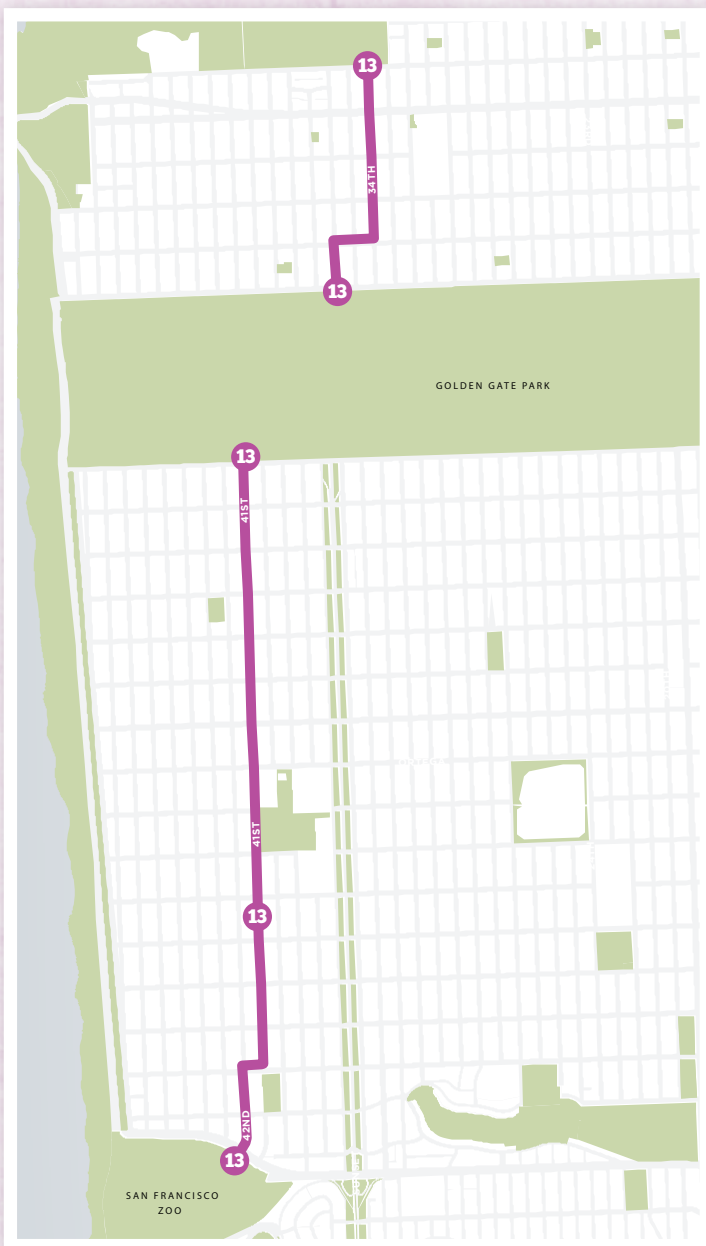 13
34TH
13
GOLDEN GATE PARK
13
41ST
41ST
13
42ND
13
SAN FRANCISCO
ZOO